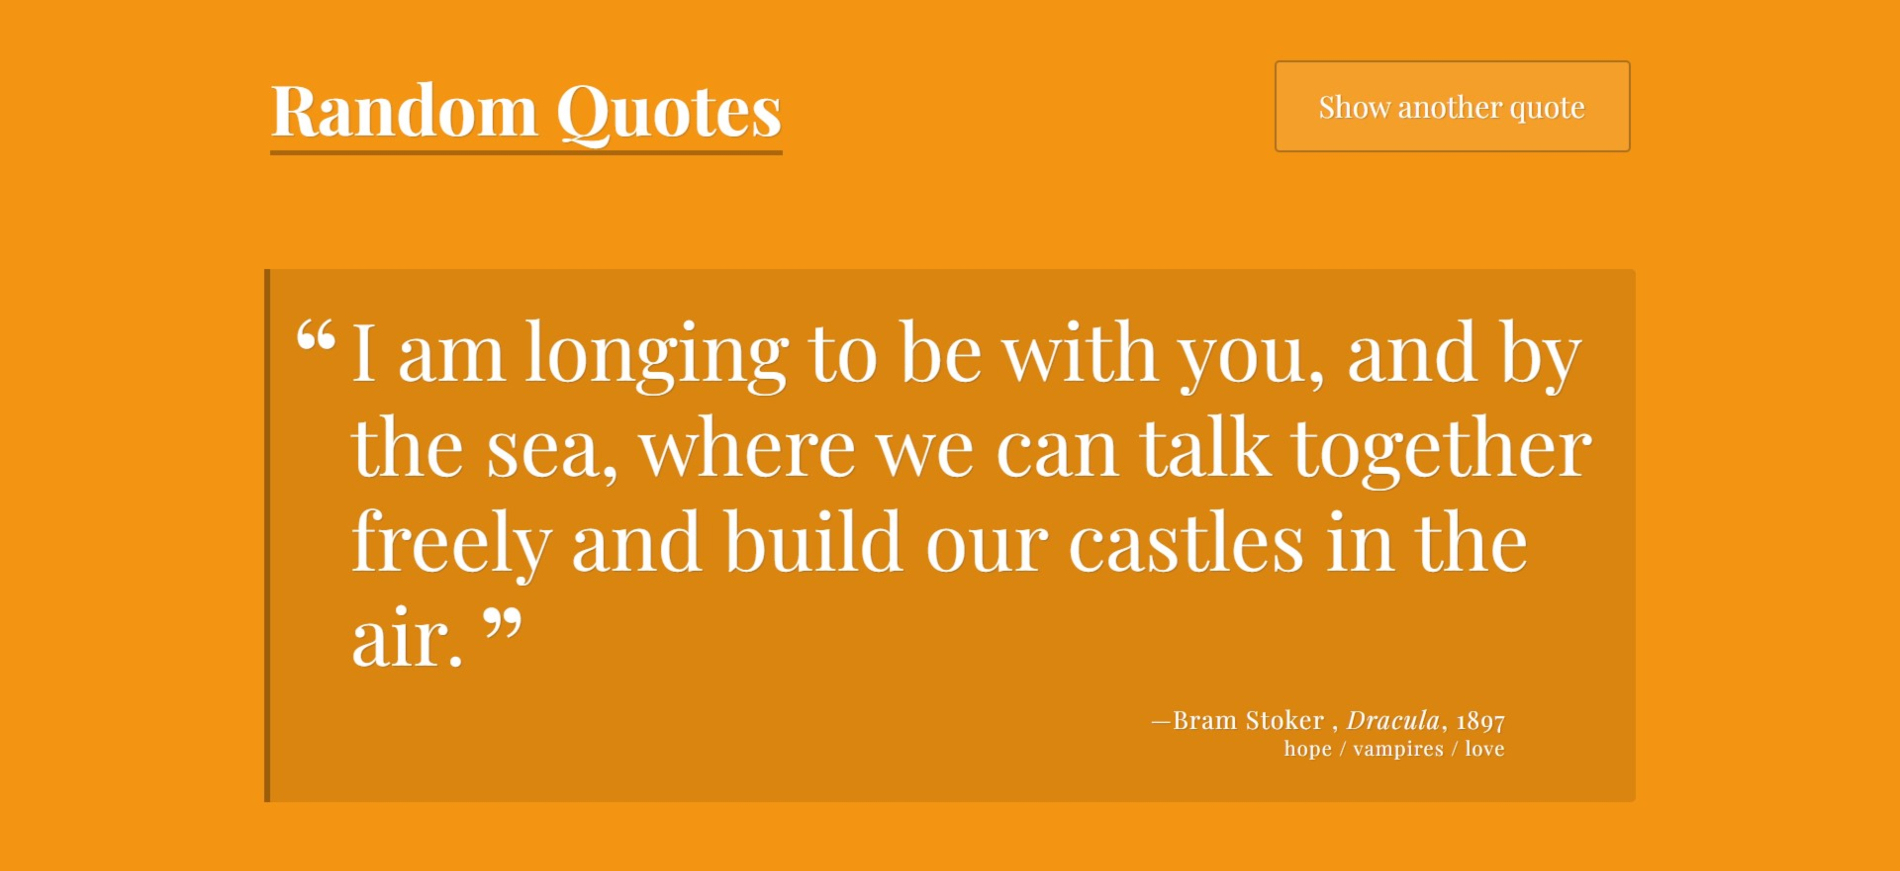 Random Quotes
Show another quote
“ I am longing to be with you, and by
the sea, where we can talk together
freely and build our castles in the
air. ”
—Bram Stoker , Dracula, 1897
hope / vampires / love